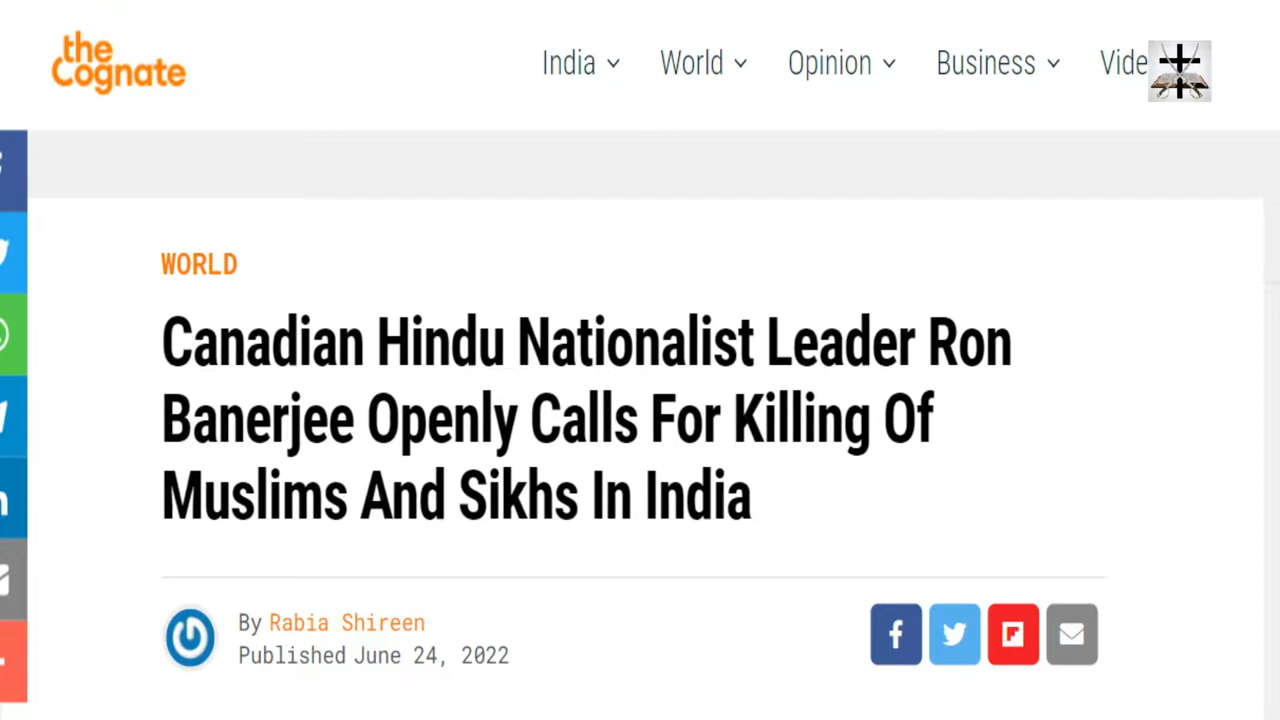 the
Cognate
India
World
Opinion
Business
Vide
WORLD
Canadian Hindu Nationalist Leader Ron
Banerjee Openly Calls For Killing Of
Muslims And Sikhs In India
By Rabia Shireen
Published June 24, 2022